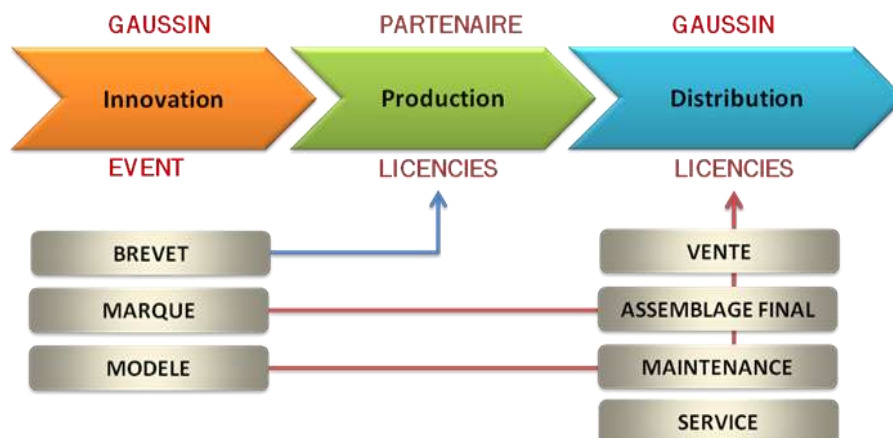 GAUSSIN PARTENAIRE GAUSSIN
Innovation Production Distribution
EVENT LICENCIES LICENCIES
BREVET VENTE
MARQUE ASSEMBLAGE FINAL
MODELE MAINTENANCE
SERVICE